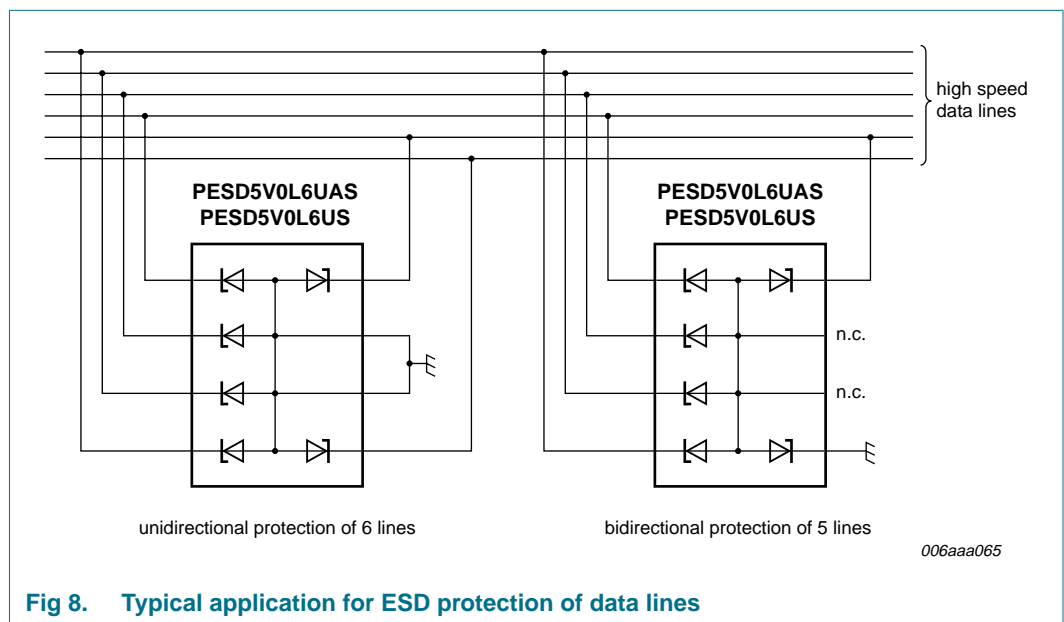 high speed
data lines
PESD5V0L6UAS
PESD5V0L6US
PESD5V0L6UAS
PESD5V0L6US
n.c.
n.c.
unidirectional protection of 6 lines
bidirectional protection of 5 lines
006aaa065
Fig 8. Typical application for ESD protection of data lines